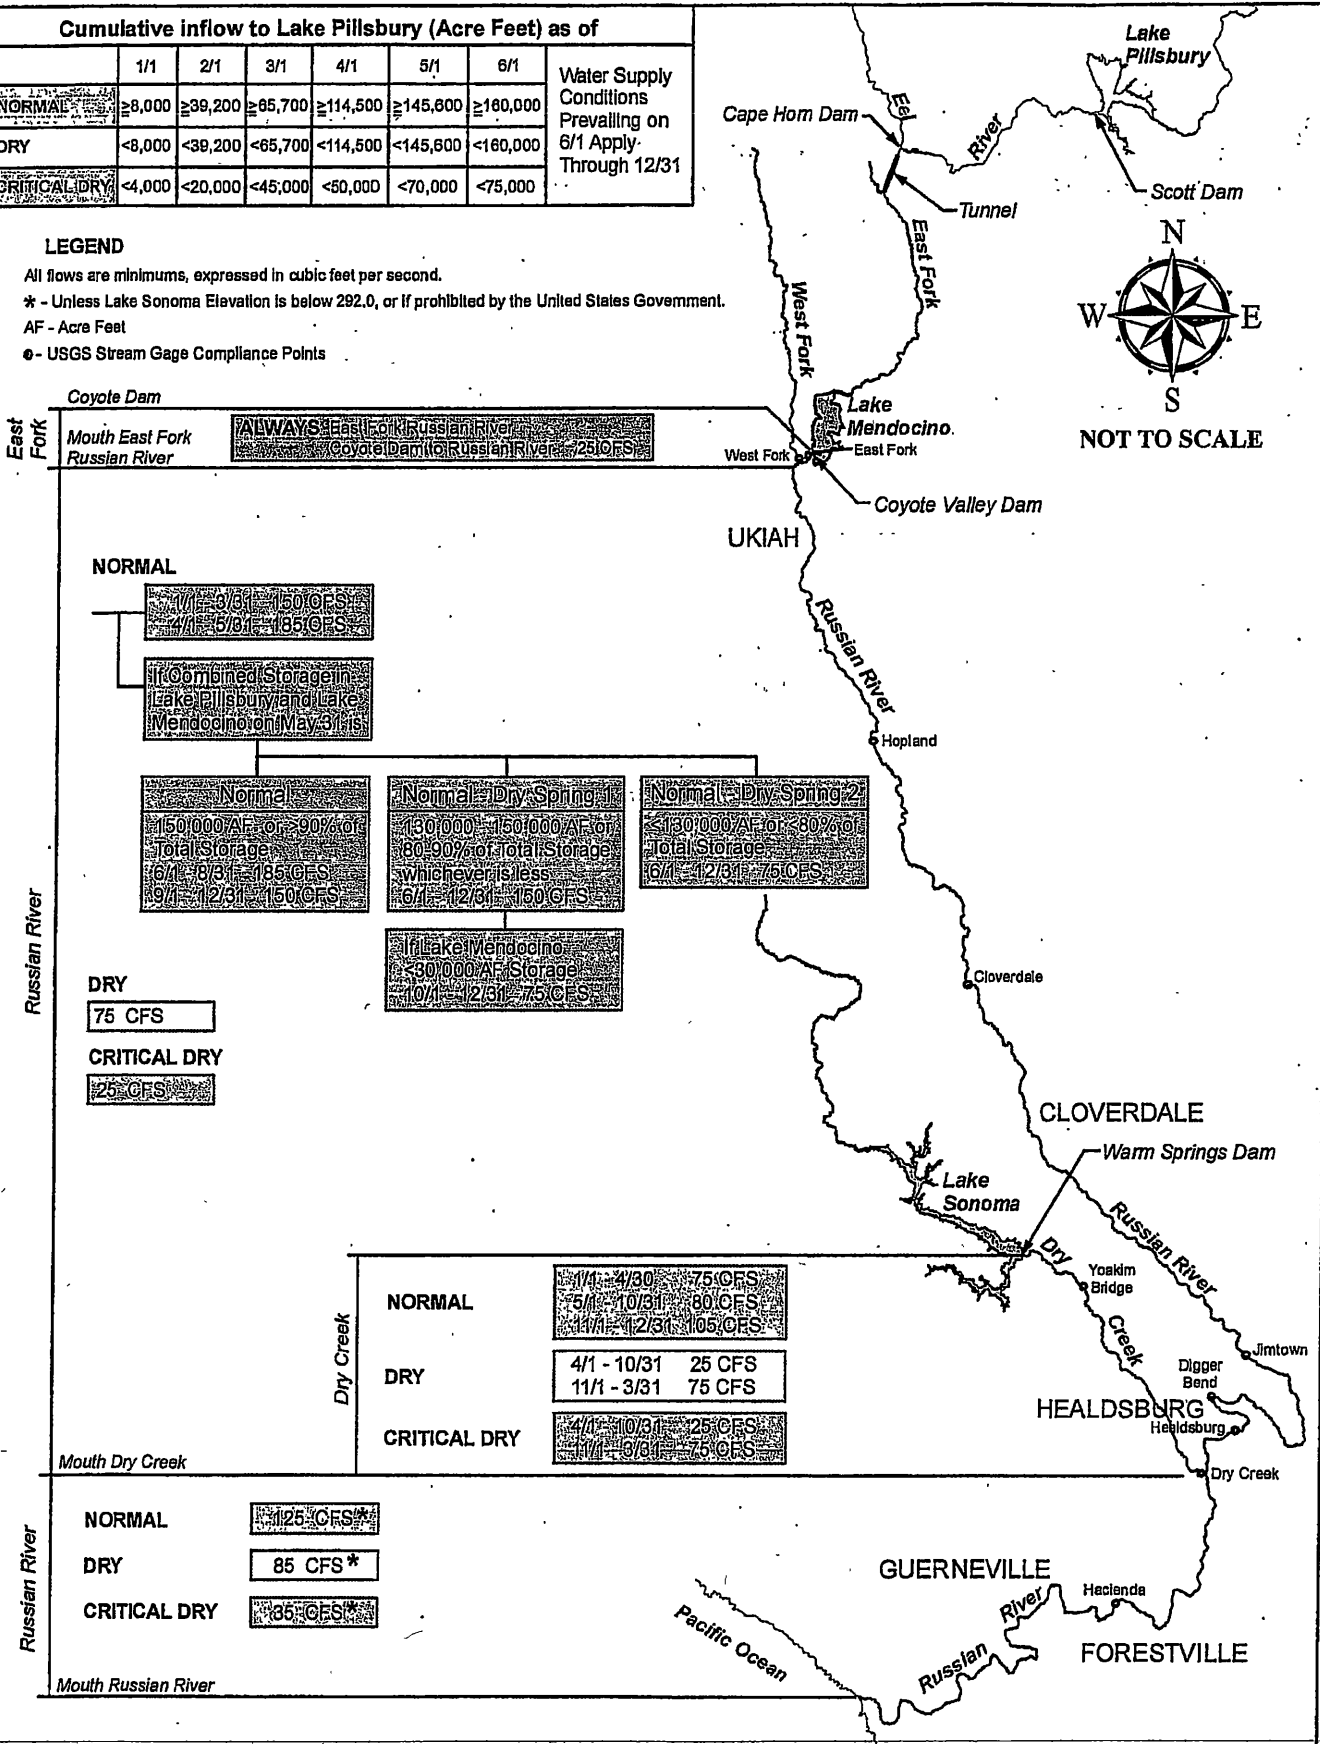 Cumulative inflow to Lake Pillsbury (Acre Feet) as of
1/1 2/1 3/1 4/1 5/1 6/1
NORMAL ≥8,000 ≥39,200 ≥65,700 ≥114,500 ≥145,600 ≥160,000
DRY <8,000 <39,200 <65,700 <114,500 <145,600 <160,000
CRITICAL DRY <4,000 <20,000 <45,000 <50,000 <70,000 <75,000
Water Supply
Conditions
Prevailing on
6/1 Apply
Through 12/31
LEGEND
All flows are minimums, expressed in cubic feet per second.
* - Unless Lake Sonoma Elevation is below 292.0, or if prohibited by the United States Government.
AF - Acre Feet
- USGS Stream Gage Compliance Points
Lake
Pillsbury
Cape Horn Dam
Eel
River
Scott Dam
Tunnel
East Fork
West Fork
N
W E
S
NOT TO SCALE
Coyote Dam
East
Fork
Mouth East Fork
Russian River
ALWAYS East Fork Russian River
Coyote Dam to Russian River 25 CFS
Lake
Mendocino
West Fork
East Fork
Coyote Valley Dam
UKIAH
NORMAL
1/1 - 3/31 150 CFS
4/1 - 5/31 185 CFS
If Combined Storage in
Lake Pillsbury and Lake
Mendocino on May 31 is
Normal
150,000 AF or >90% of
Total Storage
6/1 - 8/31 185 CFS
9/1 - 12/31 150 CFS
Normal - Dry Spring 1
130,000 - 150,000 AF or
80-90% of Total Storage
whichever is less
6/1 - 12/31 150 CFS
If Lake Mendocino
<30,000 AF Storage
10/1 - 12/31 75 CFS
Normal - Dry Spring 2
<130,000 AF or <80% of
Total Storage
6/1 - 12/31 75 CFS
Russian River
Hopland
Cloverdale
Russian River
DRY
75 CFS
CRITICAL DRY
25 CFS
CLOVERDALE
Warm Springs Dam
Lake
Sonoma
Russian River
Dry
Creek
Yoakim
Bridge
Jimtown
Digger
Bend
HEALDSBURG
Healdsburg
Dry Creek
Dry Creek
NORMAL
1/1 - 4/30 75 CFS
5/1 - 10/31 80 CFS
11/1 - 12/31 105 CFS
DRY
4/1 - 10/31 25 CFS
11/1 - 3/31 75 CFS
CRITICAL DRY
4/1 - 10/31 25 CFS
11/1 - 3/31 75 CFS
Mouth Dry Creek
Russian River
NORMAL 125 CFS*
DRY 85 CFS*
CRITICAL DRY 35 CFS*
Mouth Russian River
GUERNEVILLE
Hacienda
FORESTVILLE
River
Russian
Pacific Ocean